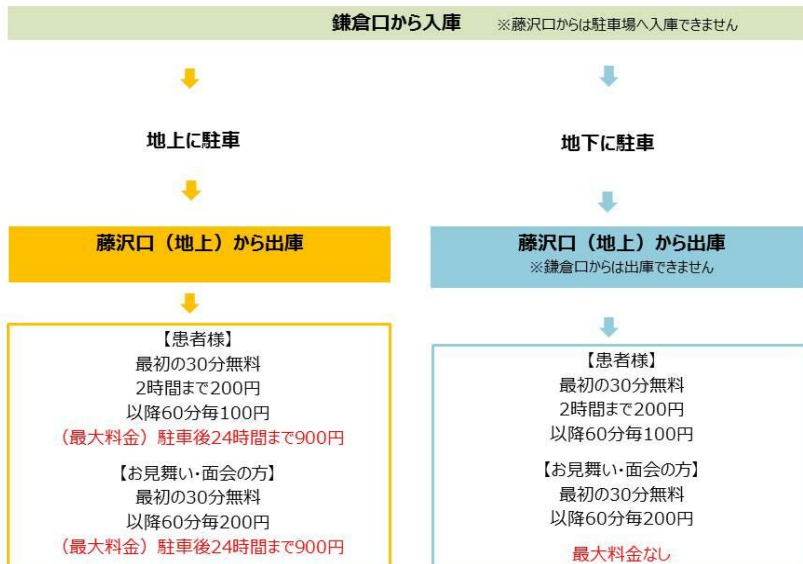 鎌倉口から入庫 ※藤沢口からは駐車場へ入庫できません
地上に駐車
藤沢口（地上）から出庫
【患者様】
最初の30分無料
2時間まで200円
以降60分毎100円
（最大料金）駐車後24時間まで900円
【お見舞い・面会の方】
最初の30分無料
以降60分毎200円
（最大料金）駐車後24時間まで900円
地下に駐車
藤沢口（地上）から出庫
※鎌倉口からは出庫できません
【患者様】
最初の30分無料
2時間まで200円
以降60分毎100円
【お見舞い・面会の方】
最初の30分無料
以降60分毎200円
最大料金なし